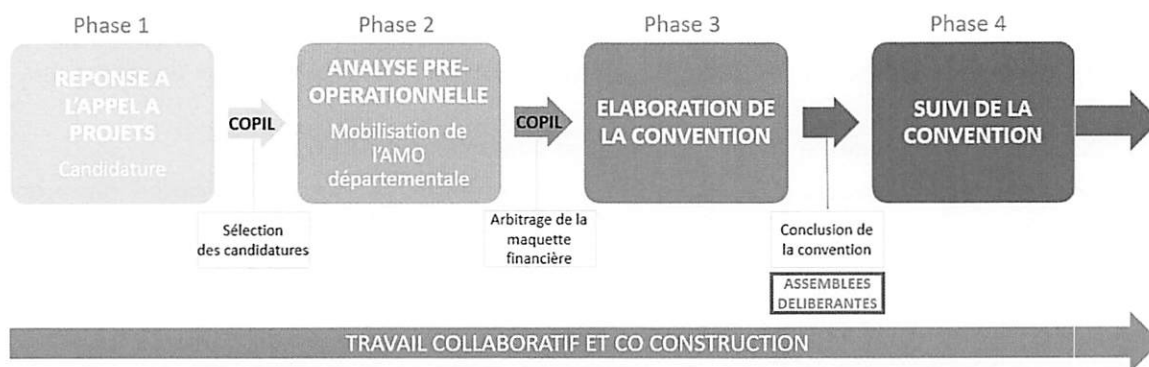 Phase 1
REPONSE A
L'APPEL A
PROJETS
Candidature
COPIL
Sélection
des candidatures
Phase 2
ANALYSE PRE-
OPERATIONNELLE
Mobilisation de
l'AMO
départementale
COPIL
Arbitrage de la
maquette
financière
Phase 3
ELABORATION DE
LA CONVENTION
Conclusion de
la convention
ASSEMBLEES
DELIBERANTES
Phase 4
SUIVI DE LA
CONVENTION
TRAVAIL COLLABORATIF ET CO CONSTRUCTION